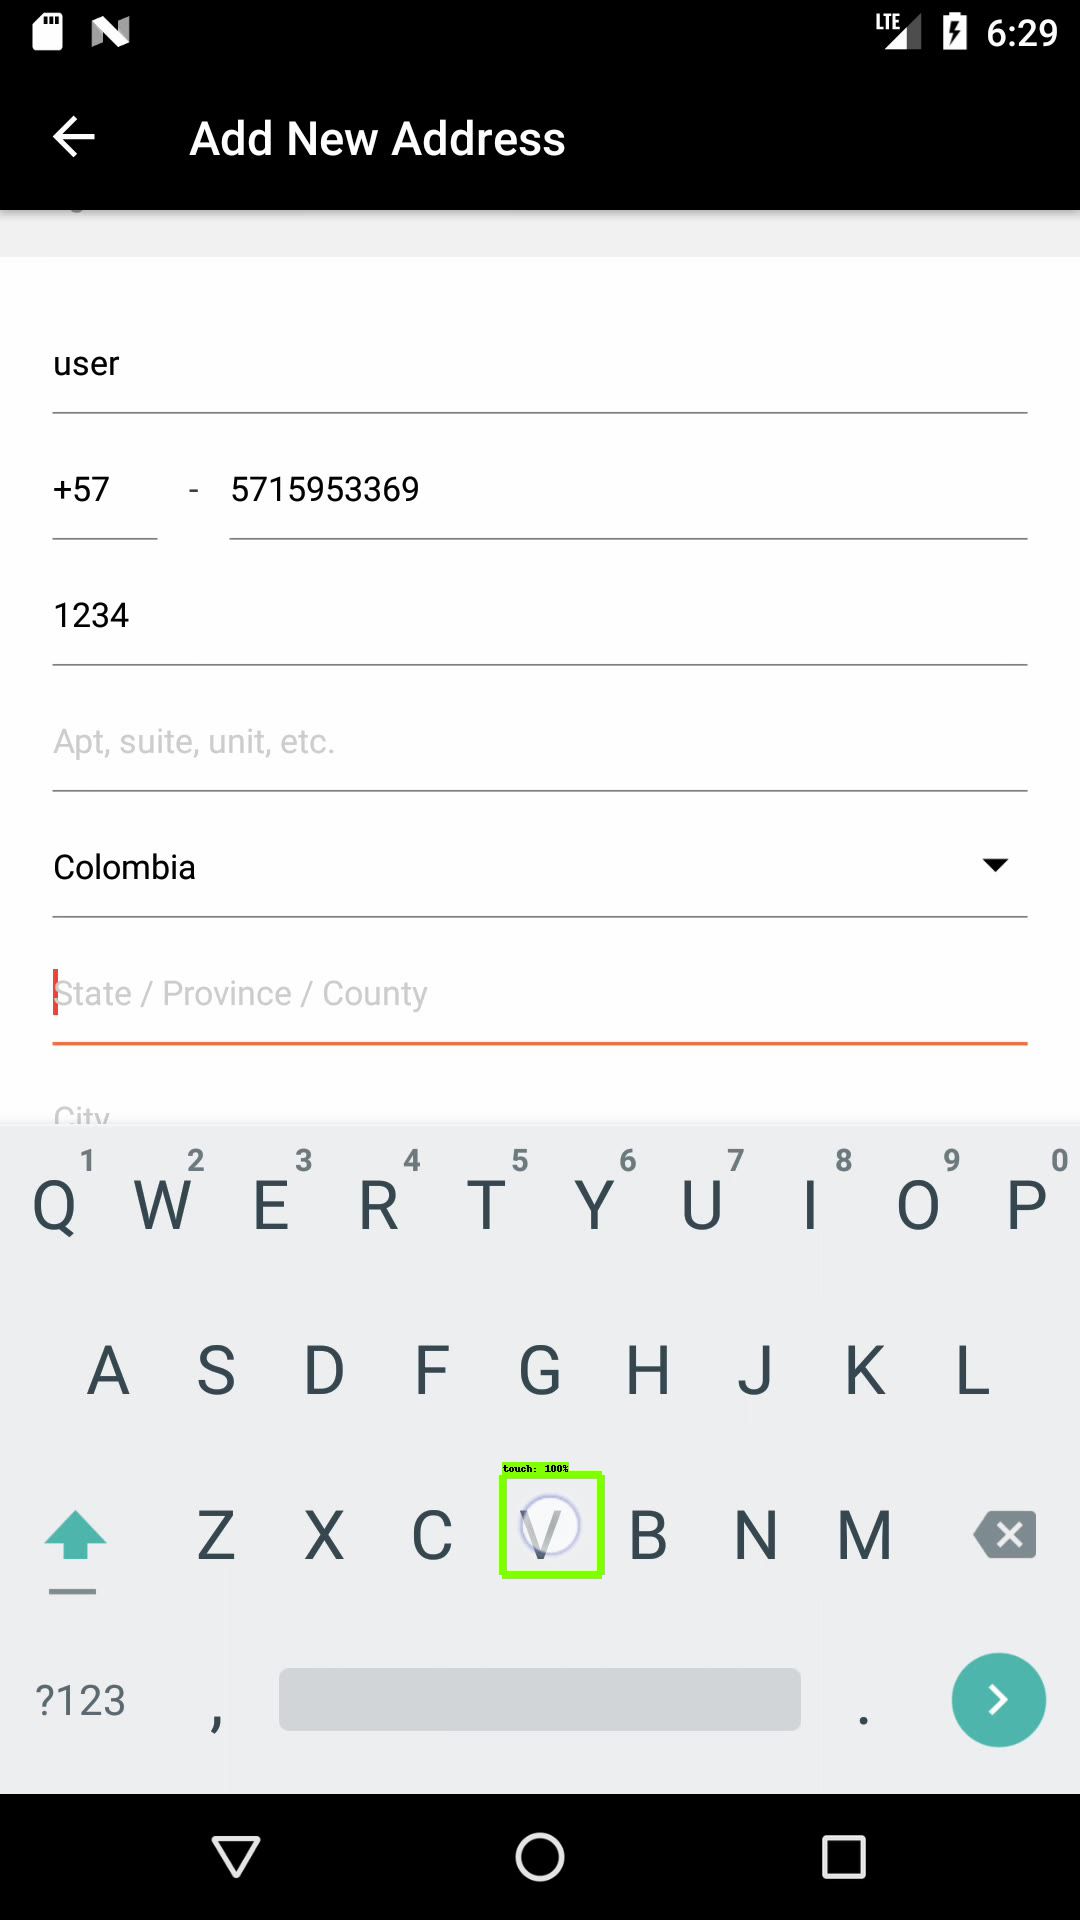 LTE 6:29
Add New Address
user
+57 - 5715953369
1234
Apt, suite, unit, etc.
Colombia
State / Province / County
City
1 2 3 4 5 6 7 8 9 0
Q W E R T Y U I O P
A S D F G H J K L
touch: 100%
Z X C V B N M
?123 , .